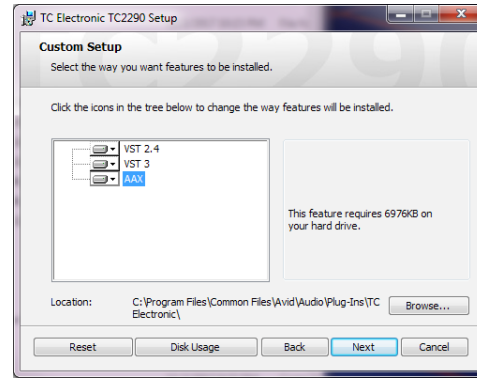 TC Electronic TC2290 Setup
Custom Setup
Select the way you want features to be installed.
Click the icons in the tree below to change the way features will be installed.
VST 2.4
VST 3
AAX
This feature requires 6976KB on
your hard drive.
Location: C:\Program Files\Common Files\Avid\Audio\Plug-Ins\TC
Electronic\
Browse...
Reset Disk Usage Back Next Cancel